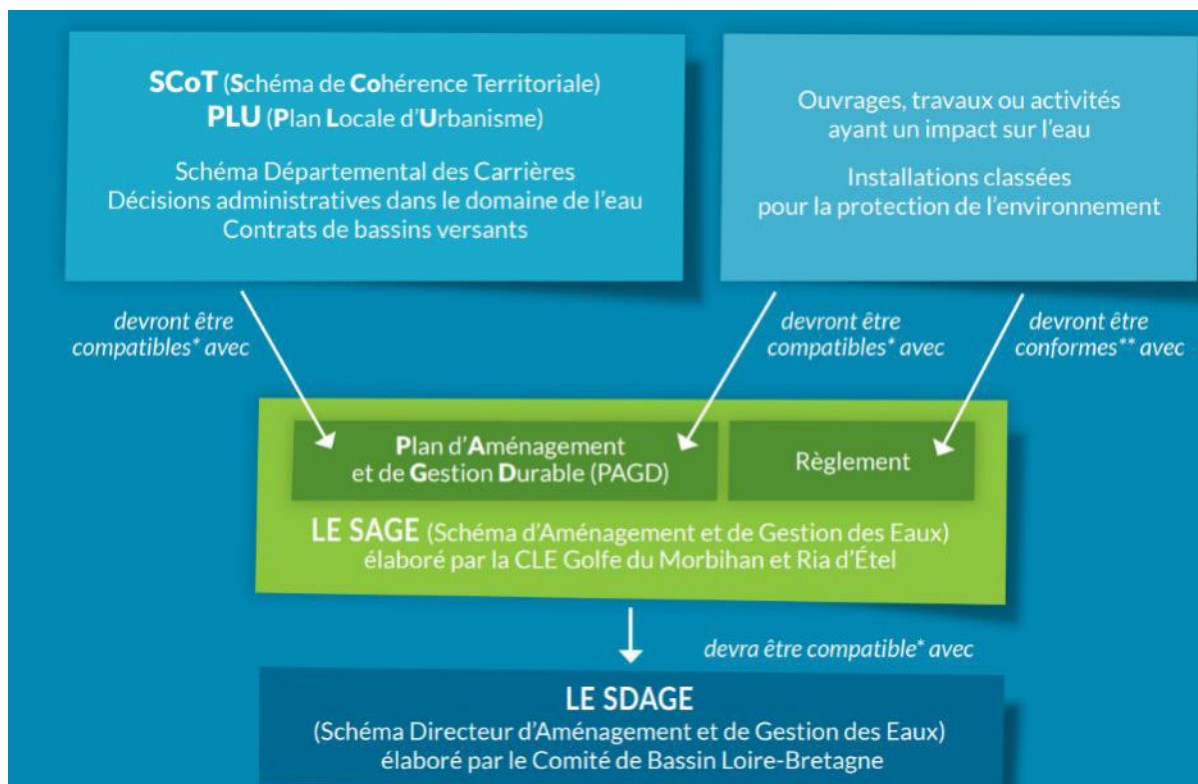 SCoT (Schéma de Cohérence Territoriale)
PLU (Plan Locale d'Urbanisme)
Schéma Départemental des Carrières
Décisions administratives dans le domaine de l'eau
Contrats de bassins versants
Ouvrages, travaux ou activités
ayant un impact sur l'eau
Installations classées
pour la protection de l'environnement
devront être
compatibles* avec
devront être
compatibles* avec
devront être
conformes** avec
Plan d'Aménagement
et de Gestion Durable (PAGD)
Règlement
LE SAGE (Schéma d'Aménagement et de Gestion des Eaux)
élaboré par la CLE Golfe du Morbihan et Ria d'Étel
devra être compatible* avec
LE SDAGE
(Schéma Directeur d'Aménagement et de Gestion des Eaux)
élaboré par le Comité de Bassin Loire-Bretagne